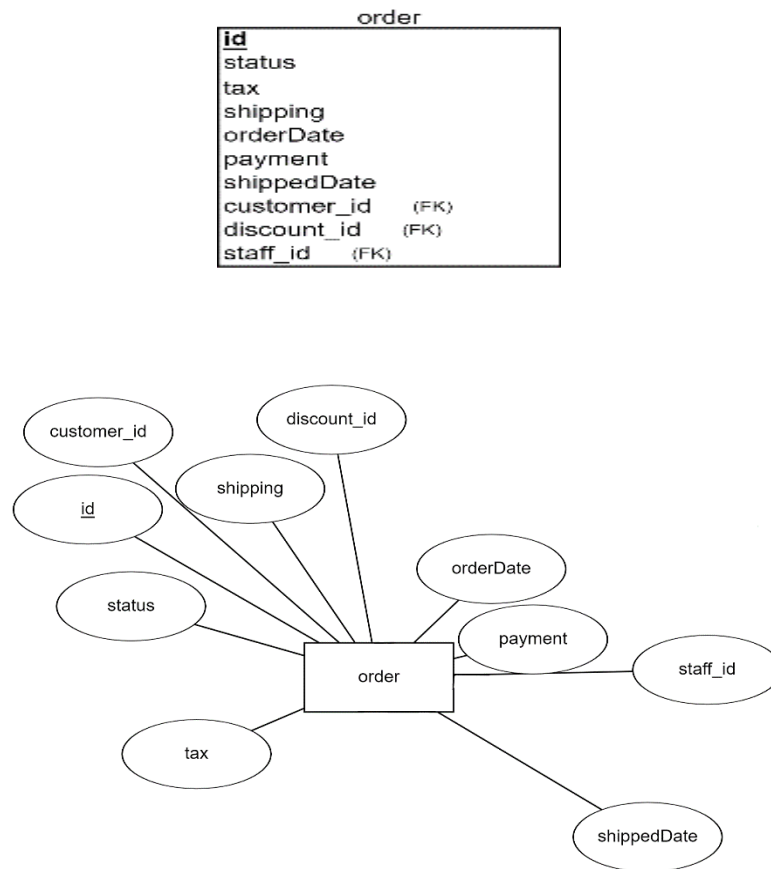 order
id
status
tax
shipping
orderDate
payment
shippedDate
customer_id (FK)
discount_id (FK)
staff_id (FK)
discount_id
customer_id
shipping
id
orderDate
status
payment
staff_id
order
tax
shippedDate